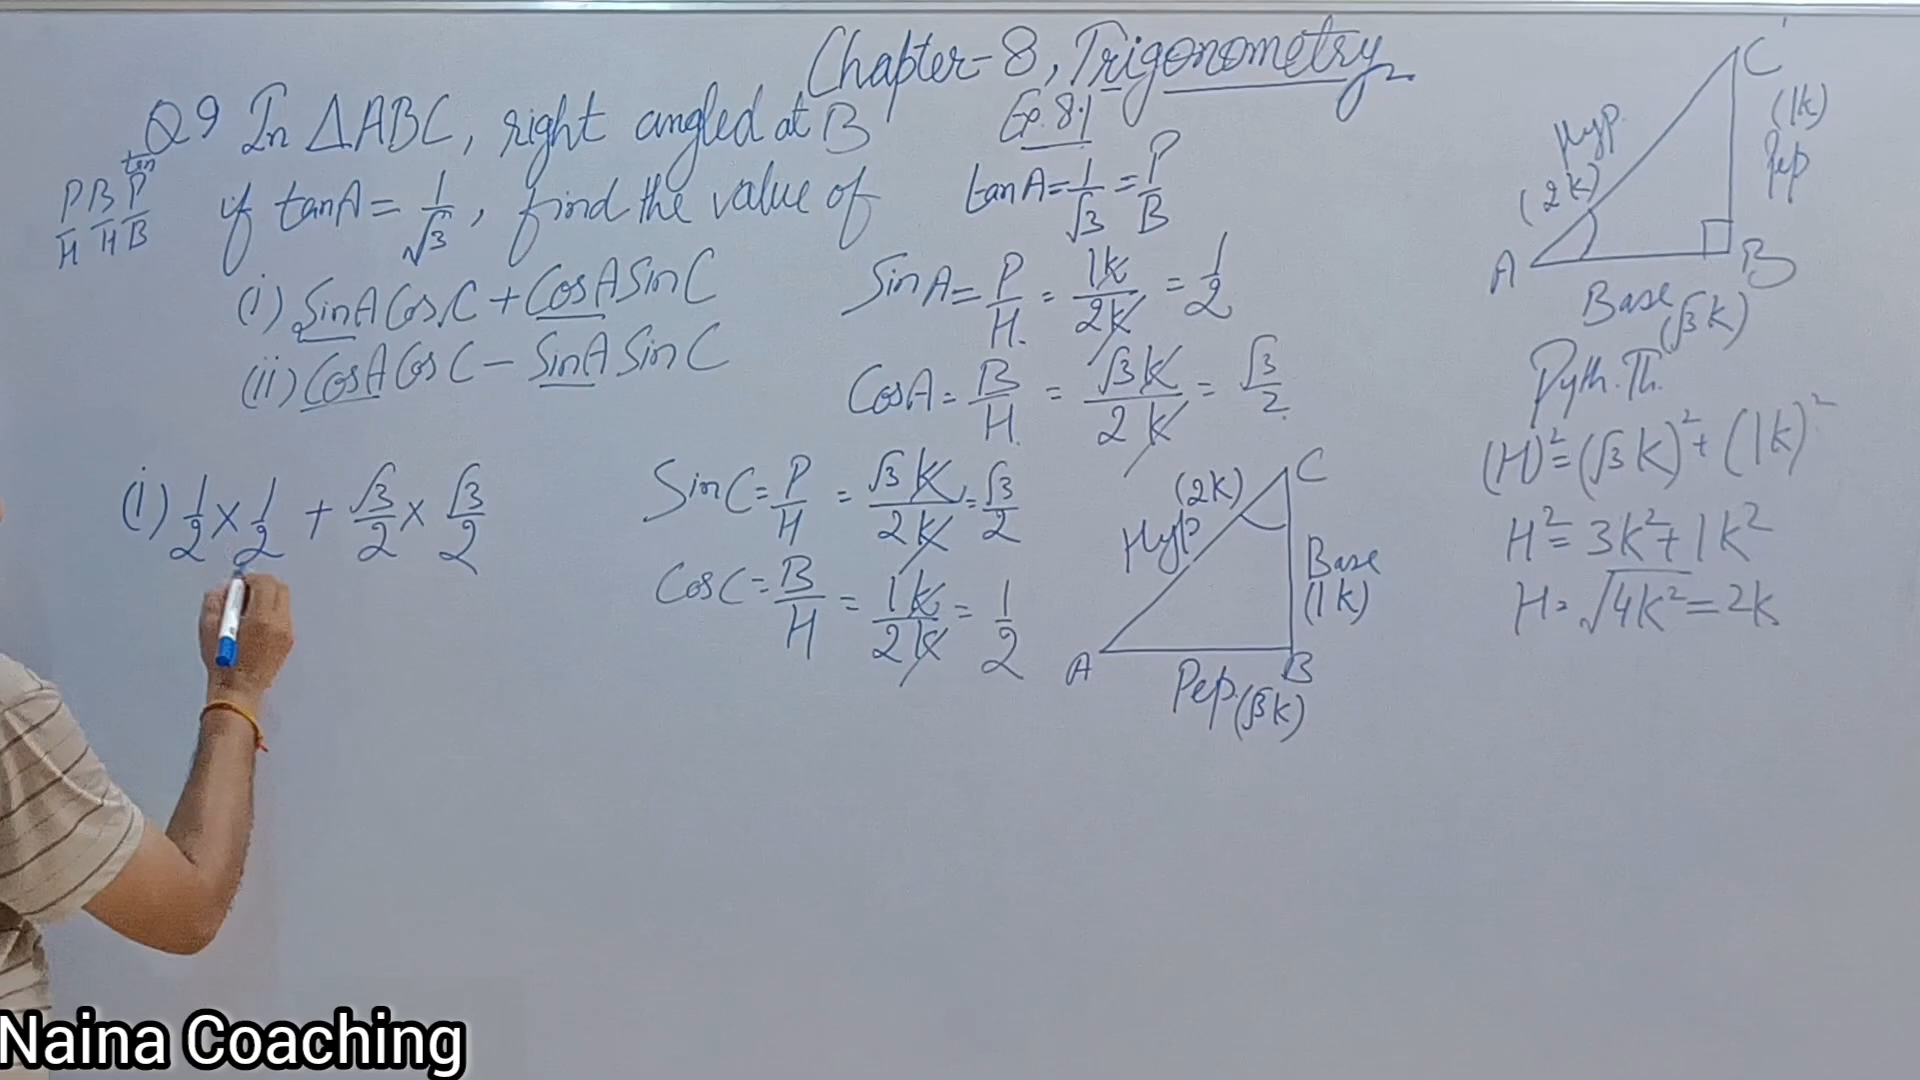 Chapter-8, Trigonometry
Ex. 8.1
Q 9 In ΔABC, right angled at B
if tanA = 1/√3, find the value of
(i) SinA CosC + CosA SinC
(ii) CosA CosC - SinA SinC
tan
P/H B/H P/B
tanA = 1/√3 = P/B
SinA = P/H. = 1k/2k = 1/2
CosA = B/H. = √3k/2k = √3/2
(i) 1/2 × 1/2 + √3/2 × √3/2
SinC = P/H = √3k/2k = √3/2
CosC = B/H = 1k/2k = 1/2
C
(2K)
Hyp
Base
(1k)
A
B
Pep. (√3k)
C
(1k)
Pep
Hyp.
(2k)
A
B
Base
(√3k)
Pyth. Th.
(H)² = (√3k)² + (1k)²
H² = 3k² + 1k²
H = √4k² = 2k
Naina Coaching